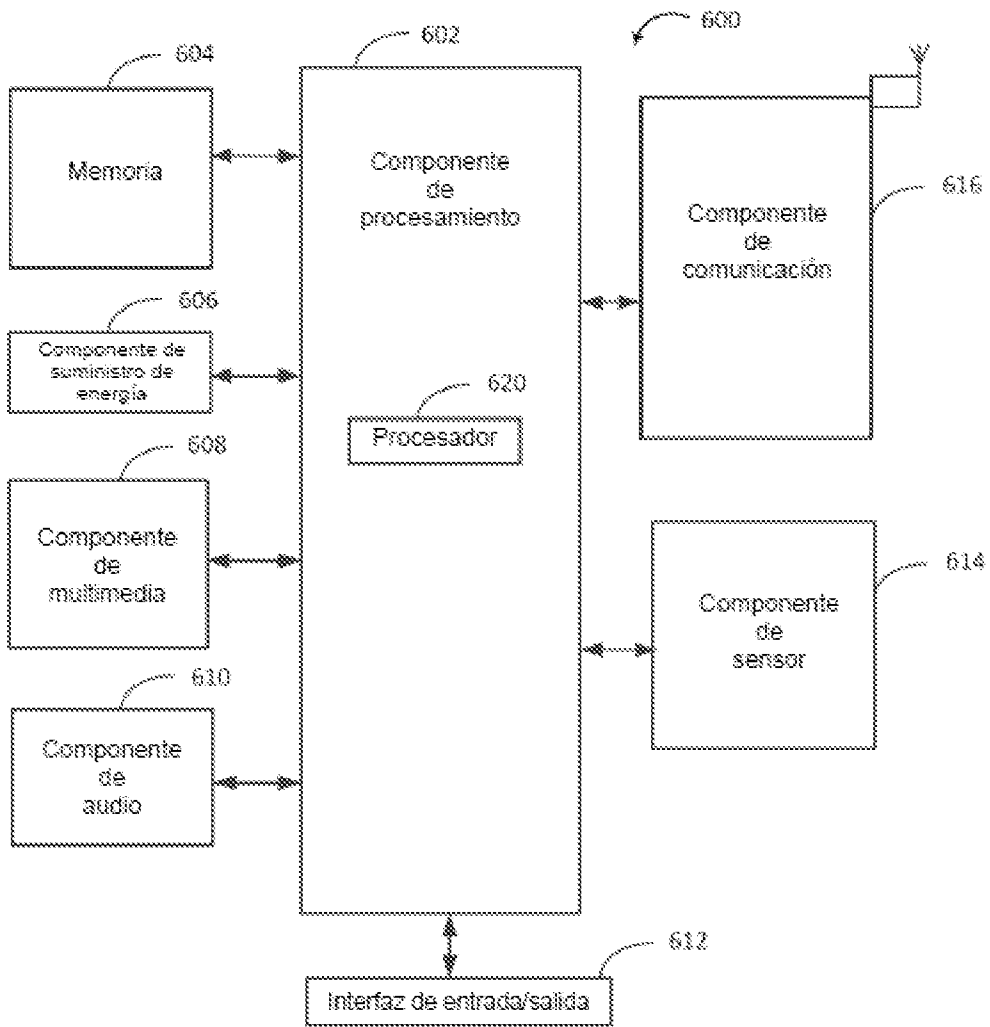 600
602
604
Memoria
Componente
de
procesamiento
616
Componente
de
comunicación
606
Componente de
suministro de
energía
620
Procesador
608
Componente
de
multimedia
614
Componente
de
sensor
610
Componente
de
audio
612
Interfaz de entrada/salida